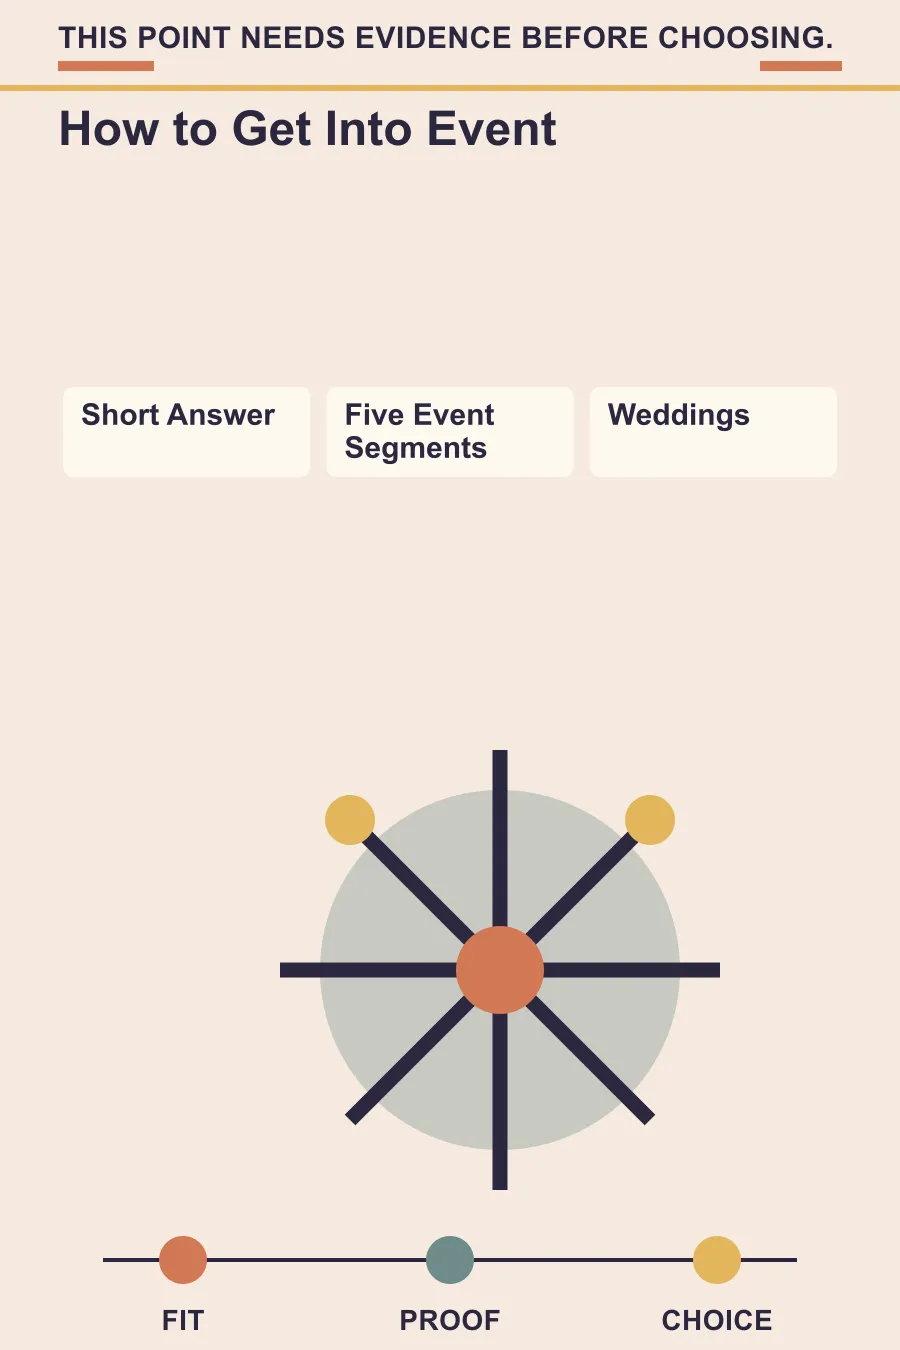 THIS POINT NEEDS EVIDENCE BEFORE CHOOSING.
How to Get Into Event
Short Answer
Five Event
Segments
Weddings
FIT
PROOF
CHOICE